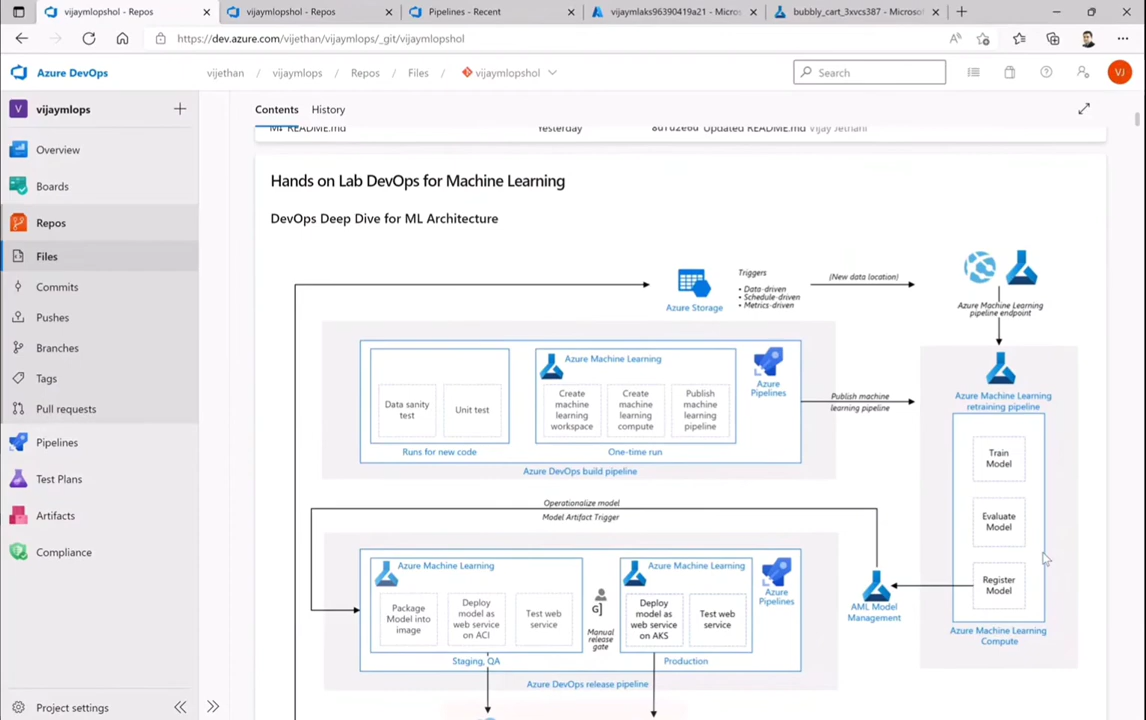 vijaymlopshol - Repos
vijaymlopshol - Repos
Pipelines - Recent
vijaymlaks96390419a21 - Micros
bubbly_cart_3xvcs387 - Microsof
https://dev.azure.com/vijethan/vijaymlops/_git/vijaymlopshol
Azure DevOps
vijethan / vijaymlops / Repos / Files / vijaymlopshol
Search
VJ
V vijaymlops
Contents
History
README.md
Yesterday
Updated README.md Vijay Jethani
Overview
Boards
Repos
Files
Commits
Pushes
Branches
Tags
Pull requests
Pipelines
Test Plans
Artifacts
Compliance
Project settings
Hands on Lab DevOps for Machine Learning
DevOps Deep Dive for ML Architecture
Azure Storage
Triggers
• Data-driven
• Schedule-driven
• Metrics-driven
(New data location)
Azure Machine Learning
pipeline endpoint
Data sanity
test
Unit test
Runs for new code
Azure Machine Learning
Create
machine
learning
workspace
Create
machine
learning
compute
Publish
machine
learning
pipeline
One-time run
Azure
Pipelines
Azure DevOps build pipeline
Publish machine
learning pipeline
Azure Machine Learning
retraining pipeline
Train
Model
Evaluate
Model
Register
Model
Azure Machine Learning
Compute
Operationalize model
Model Artifact Trigger
AML Model
Management
Azure Machine Learning
Package
Model into
image
Deploy
model as
web service
on ACI
Test web
service
Staging, QA
Manual
release
gate
Azure Machine Learning
Deploy
model as
web service
on AKS
Test web
service
Production
Azure
Pipelines
Azure DevOps release pipeline